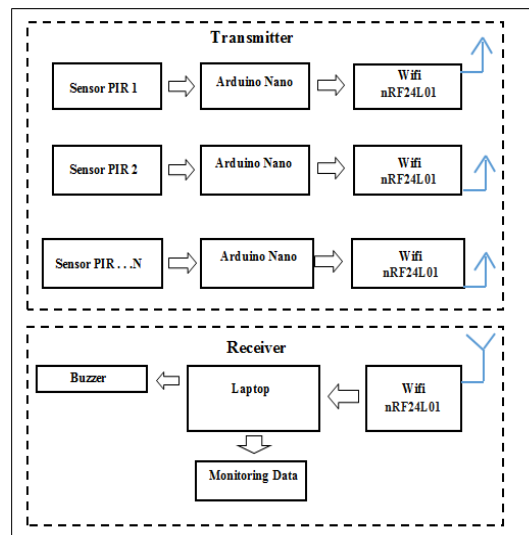 Transmitter
Sensor PIR 1
Arduino Nano
Wifi
nRF24L01
Sensor PIR 2
Arduino Nano
Wifi
nRF24L01
Sensor PIR . . .N
Arduino Nano
Wifi
nRF24L01
Receiver
Buzzer
Laptop
Wifi
nRF24L01
Monitoring Data